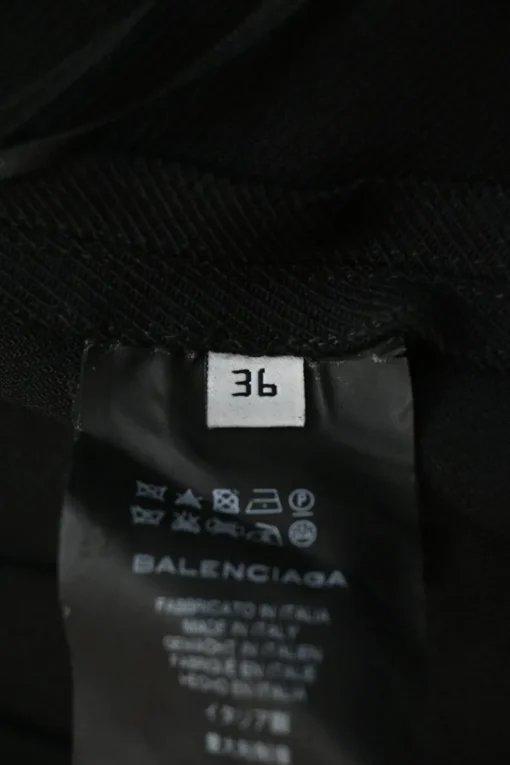 36
P
BALENCIAGA
FABBRICATO IN ITALIA
MADE IN ITALY
GEMACHT IN ITALIEN
FABRIQUÉ EN ITALIE
HECHO EN ITALIA
イタリア製